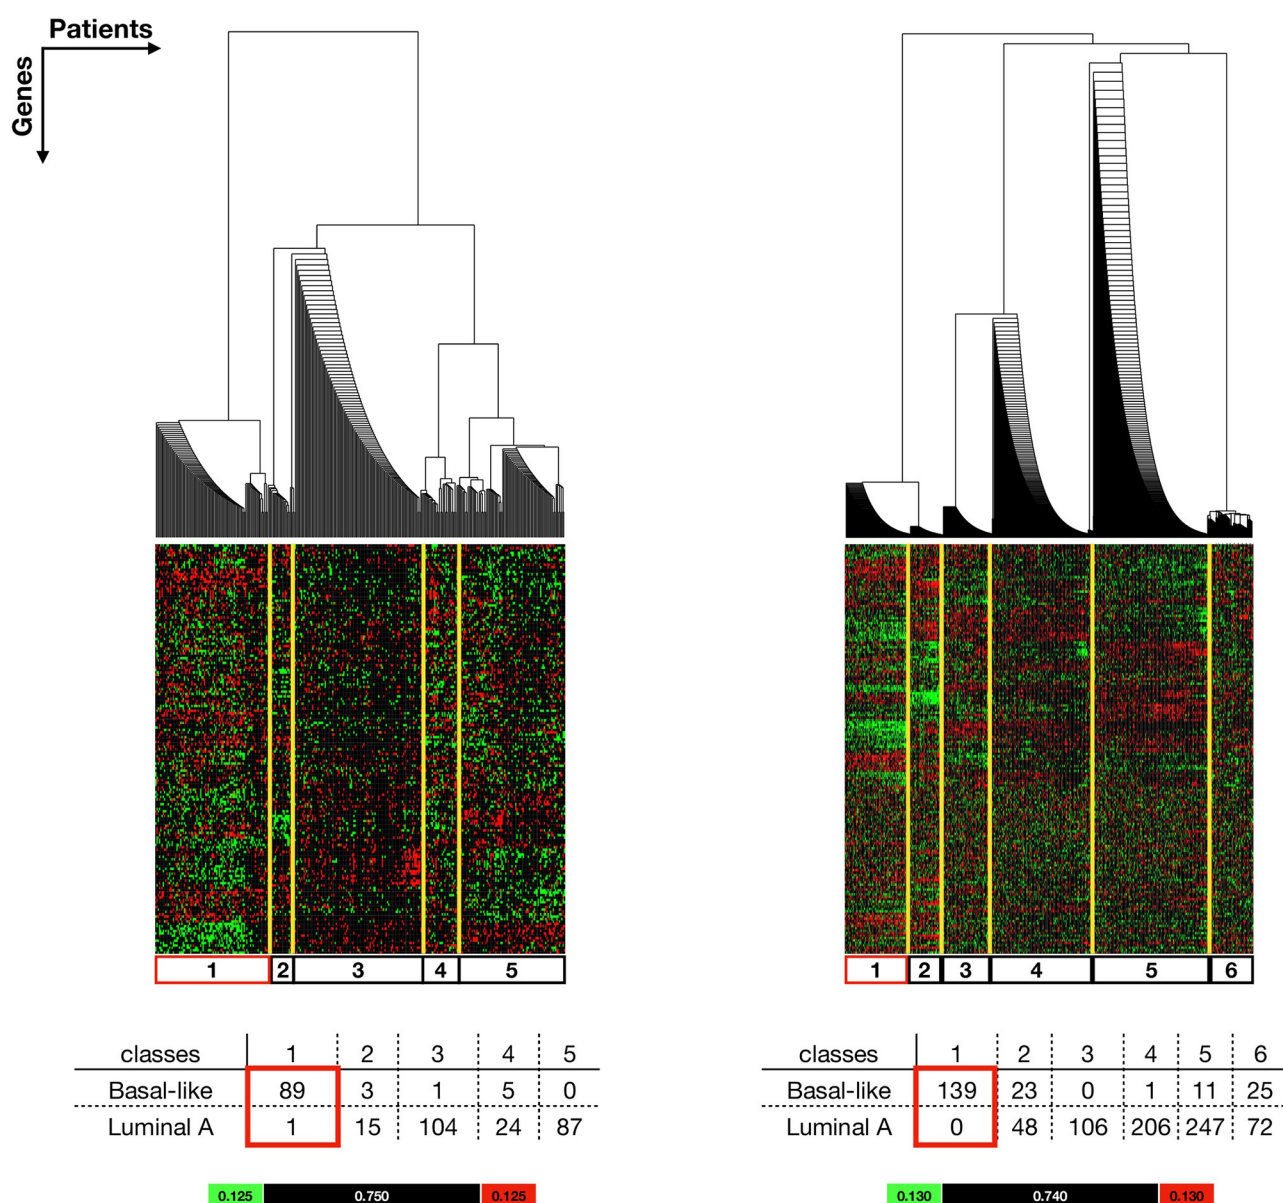 Patients
Genes
1 2 3 4 5
1 2 3 4 5 6
classes 1 2 3 4 5
Basal-like 89 3 1 5 0
Luminal A 1 15 104 24 87
0.125 0.750 0.125
classes 1 2 3 4 5 6
Basal-like 139 23 0 1 11 25
Luminal A 0 48 106 206 247 72
0.130 0.740 0.130